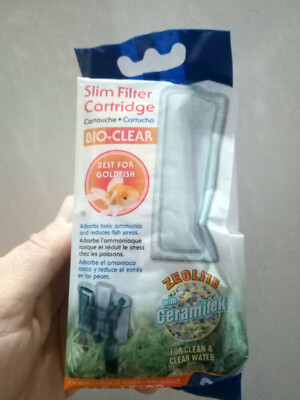 Slim Filter
Cartridge
Cartouche • Cartucho
BIO-CLEAR
BEST FOR
GOLDFISH
Adsorbs toxic ammonia
and reduces fish stress.
Adsorbe l'ammoniaque
toxique et réduit le stress
chez les poissons.
Adsorbe el amoníaco
tóxico y reduce el estrés
en los peces.
ZEOLITE
with
Ceramitek
FOR CLEAN &
CLEAR WATER